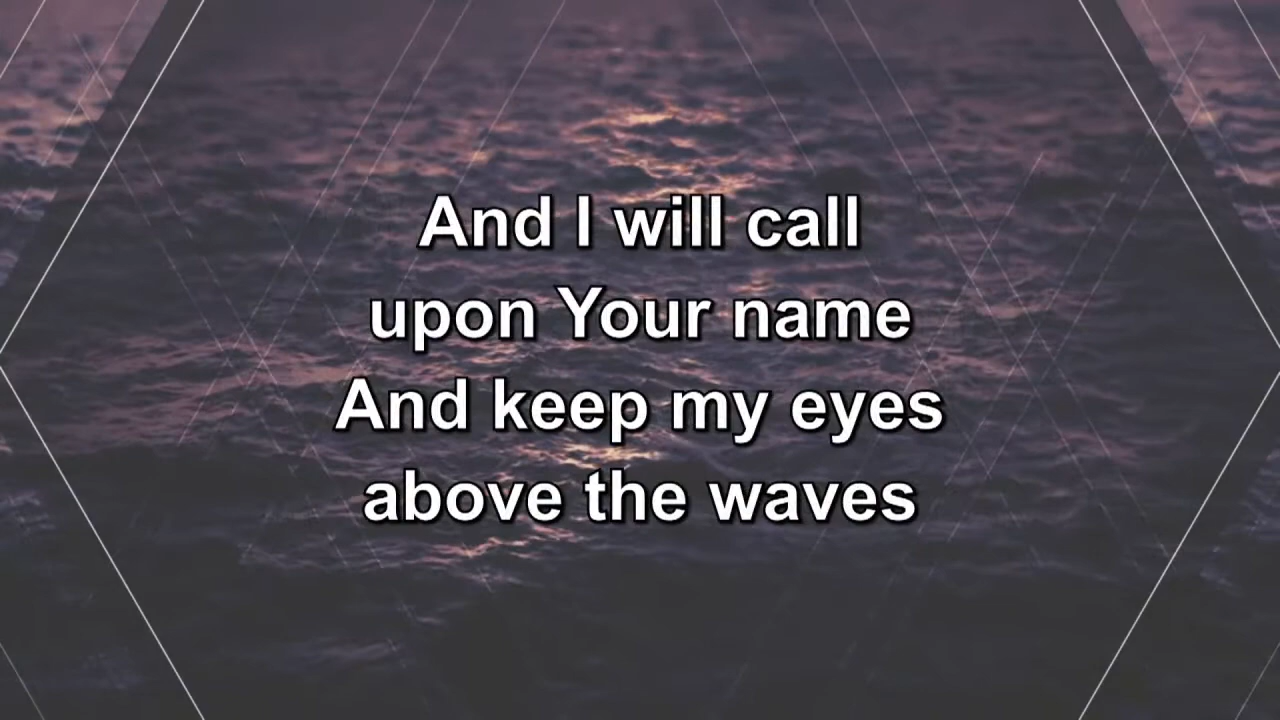 And I will call
upon Your name
And keep my eyes
above the waves